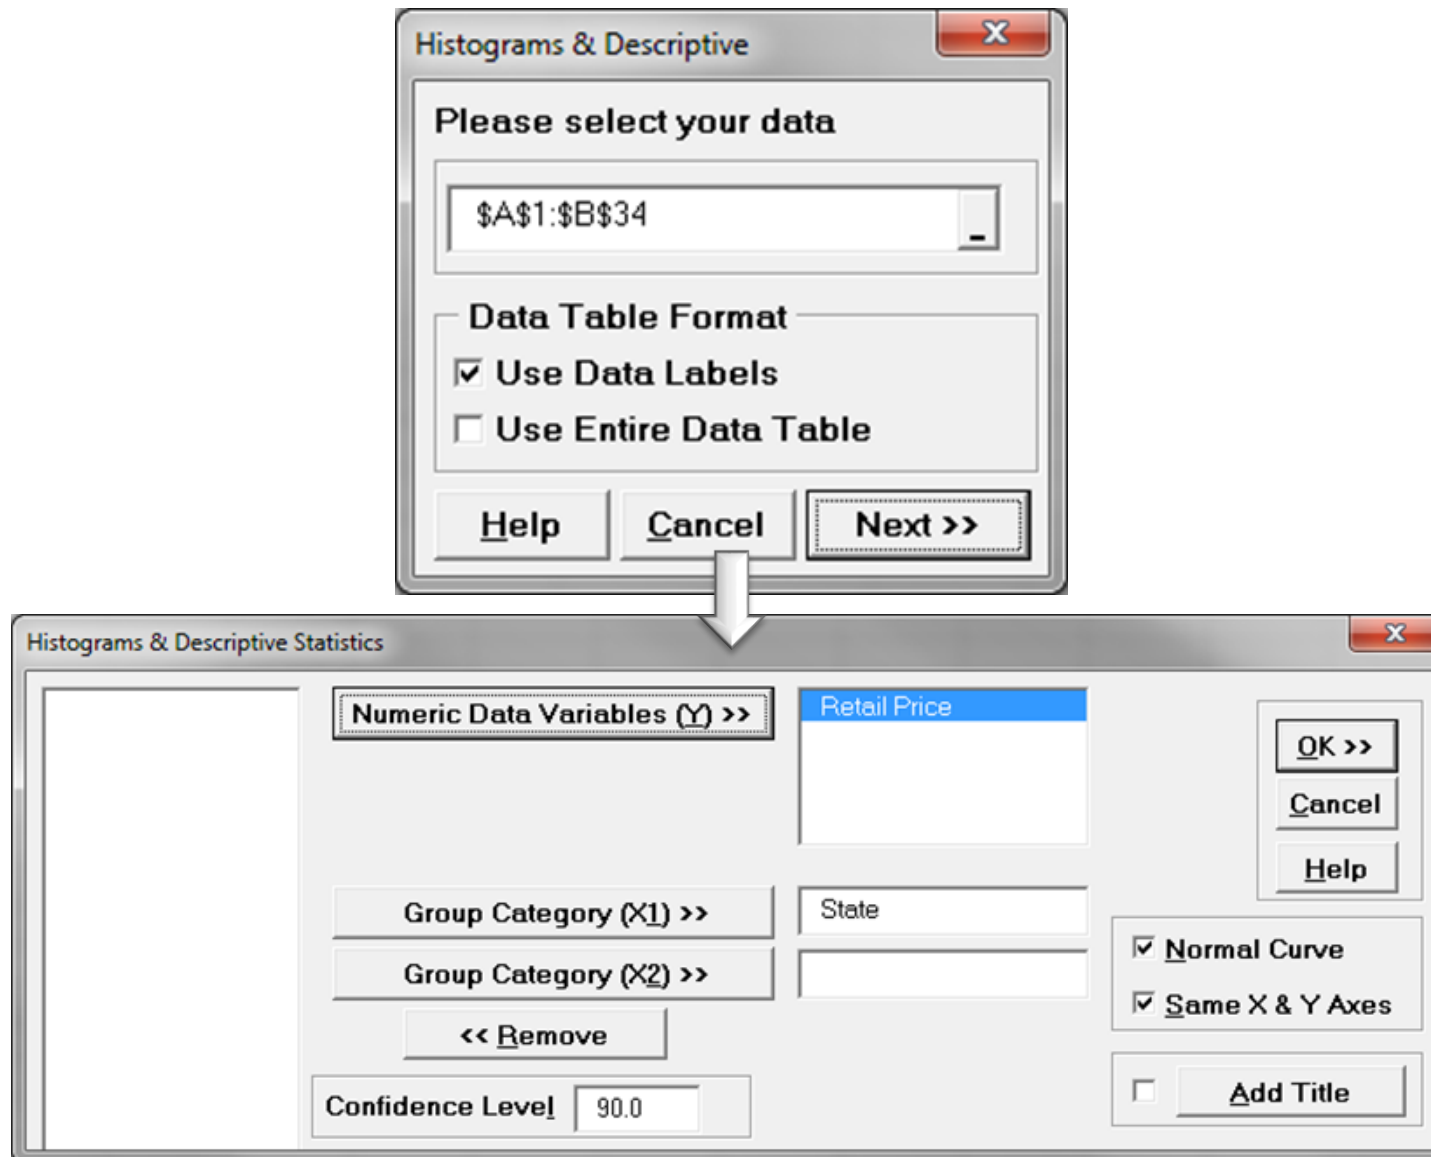 Histograms & Descriptive
x
Please select your data
$A$1:$B$34
Data Table Format
Use Data Labels
Use Entire Data Table
Help
Cancel
Next >>
Histograms & Descriptive Statistics
x
Numeric Data Variables (Y) >>
Retail Price
OK >>
Cancel
Help
Group Category (X1) >>
State
Group Category (X2) >>
Normal Curve
Same X & Y Axes
<< Remove
Confidence Level
90.0
Add Title